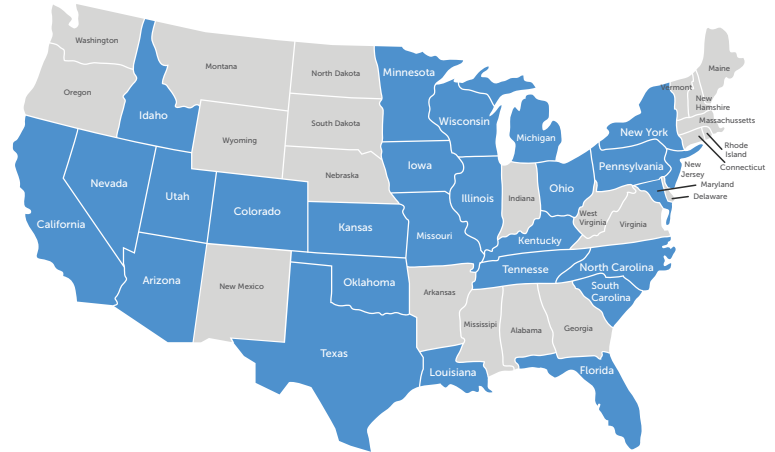 Washington
Montana
North Dakota
Minnesota
Maine
Oregon
Vermont
New
Hamshire
Idaho
South Dakota
Wisconsin
Michigan
New York
Massachussetts
Wyoming
Rhode
Island
Connecticut
Iowa
Pennsylvania
New
Jersey
Nebraska
Maryland
Delaware
Nevada
Utah
Colorado
Illinois
Indiana
Ohio
California
Kansas
Missouri
West
Virginia
Virginia
Kentucky
Arizona
New Mexico
Oklahoma
Arkansas
Tennesse
North Carolina
South
Carolina
Mississipi
Alabama
Georgia
Texas
Louisiana
Florida